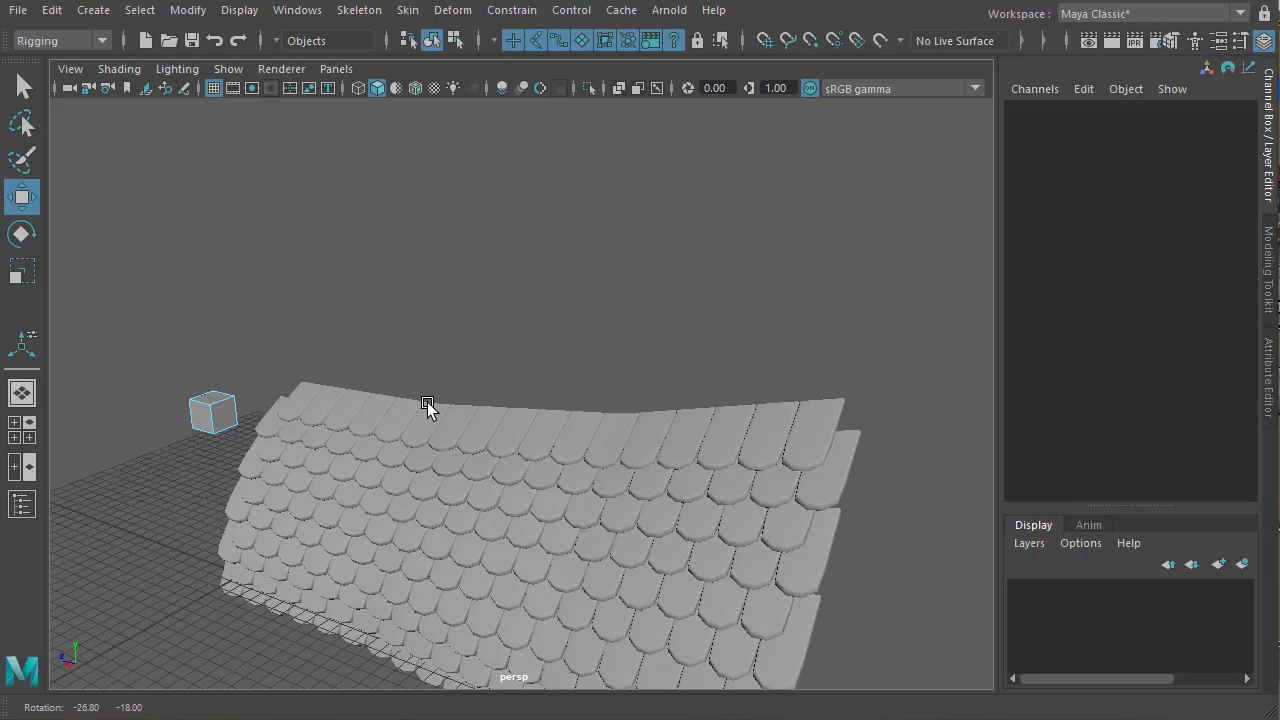 File Edit Create Select Modify Display Windows Skeleton Skin Deform Constrain Control Cache Arnold Help
Workspace : Maya Classic*
Rigging Objects No Live Surface
View Shading Lighting Show Renderer Panels
0.00 1.00 ON sRGB gamma
Channels Edit Object Show
Channel Box / Layer Editor
Modeling Toolkit
Attribute Editor
persp
y
z
Display Anim
Layers Options Help
Rotation: -26.80 -18.00